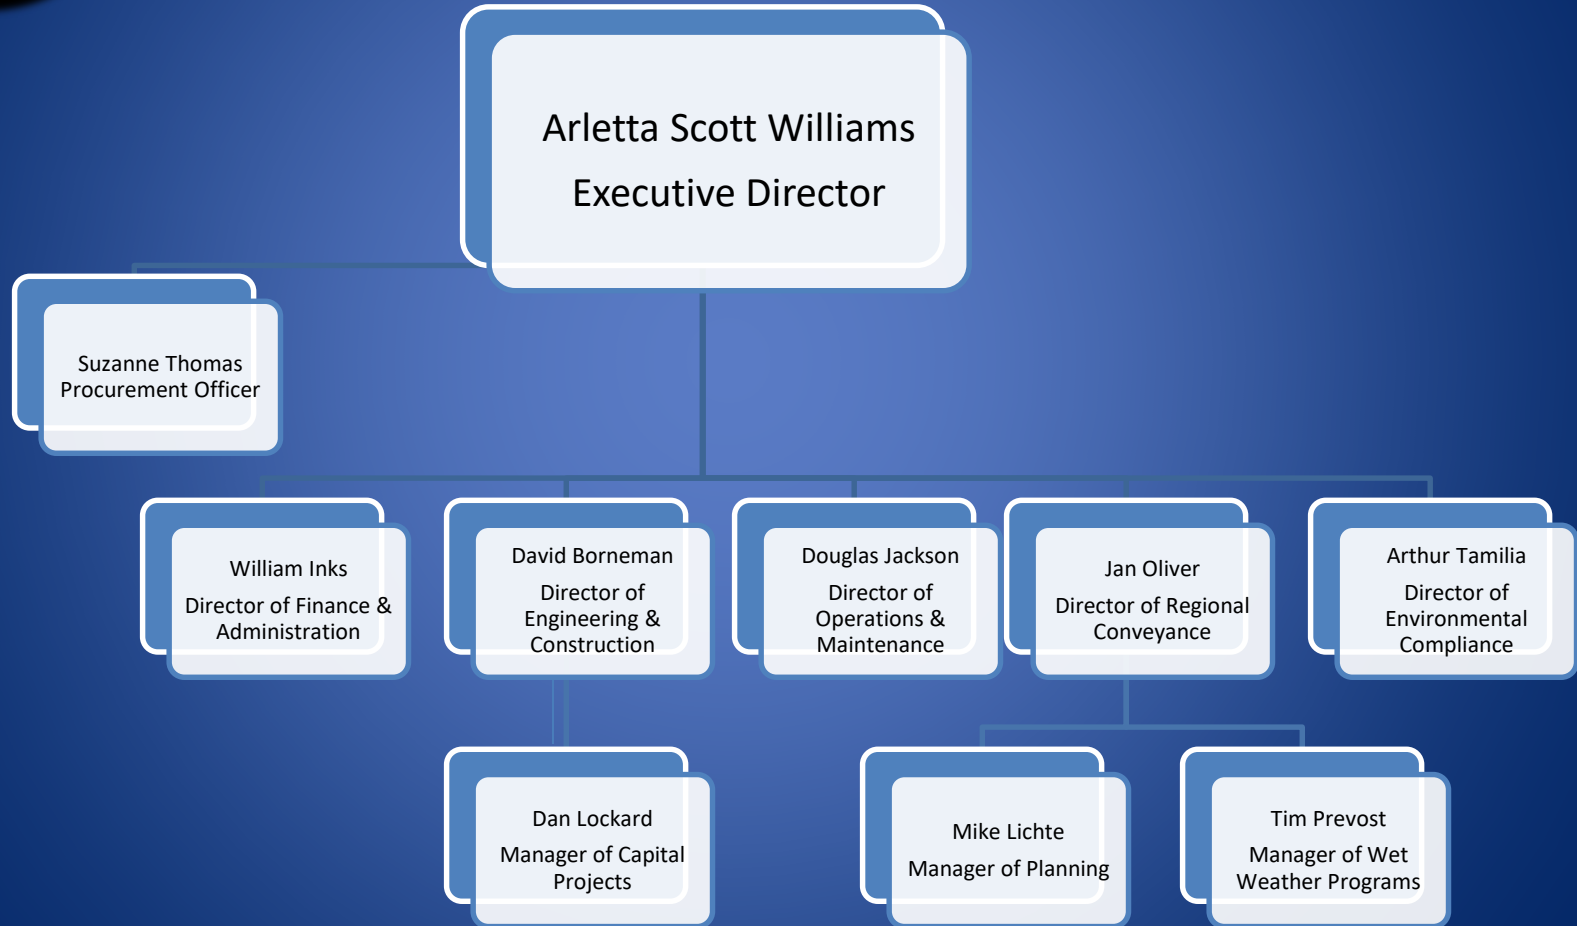 Arletta Scott Williams
Executive Director
Suzanne Thomas
Procurement Officer
William Inks
Director of Finance &
Administration
David Borneman
Director of
Engineering &
Construction
Douglas Jackson
Director of
Operations &
Maintenance
Jan Oliver
Director of Regional
Conveyance
Arthur Tamilia
Director of
Environmental
Compliance
Dan Lockard
Manager of Capital
Projects
Mike Lichte
Manager of Planning
Tim Prevost
Manager of Wet
Weather Programs